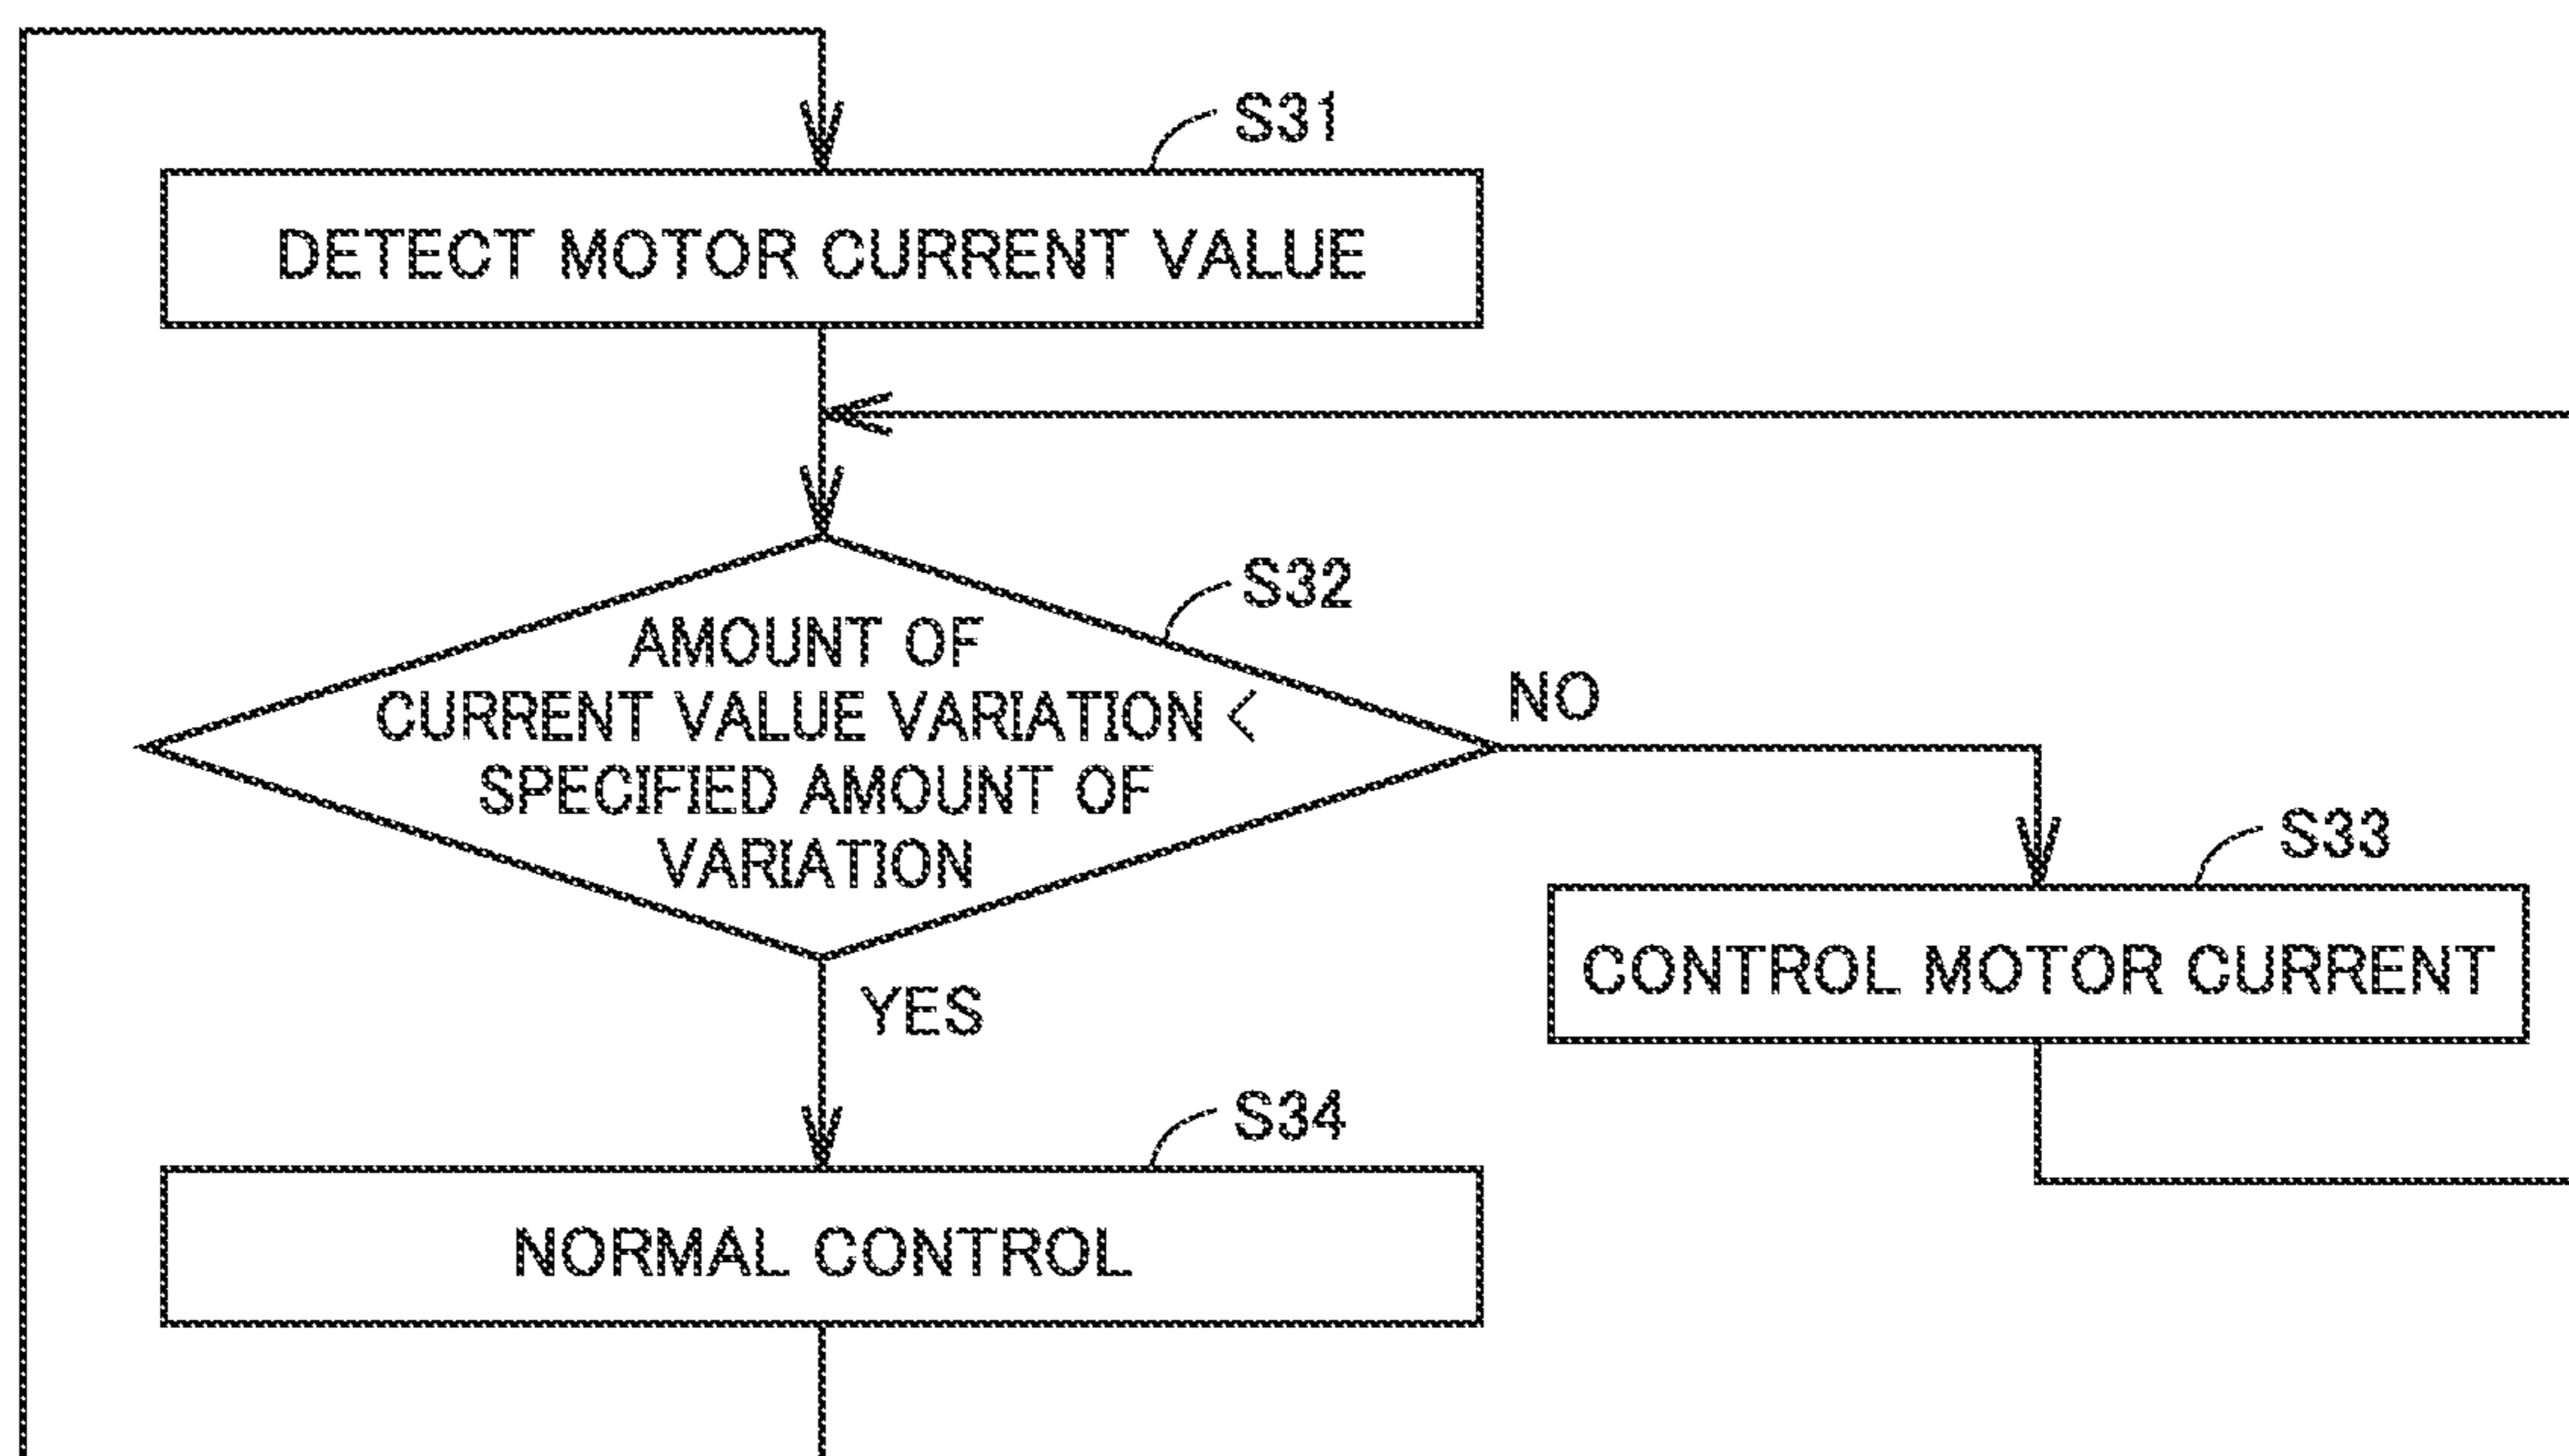 S31
DETECT MOTOR CURRENT VALUE
S32
AMOUNT OF
CURRENT VALUE VARIATION <
SPECIFIED AMOUNT OF
VARIATION
NO
S33
CONTROL MOTOR CURRENT
YES
S34
NORMAL CONTROL